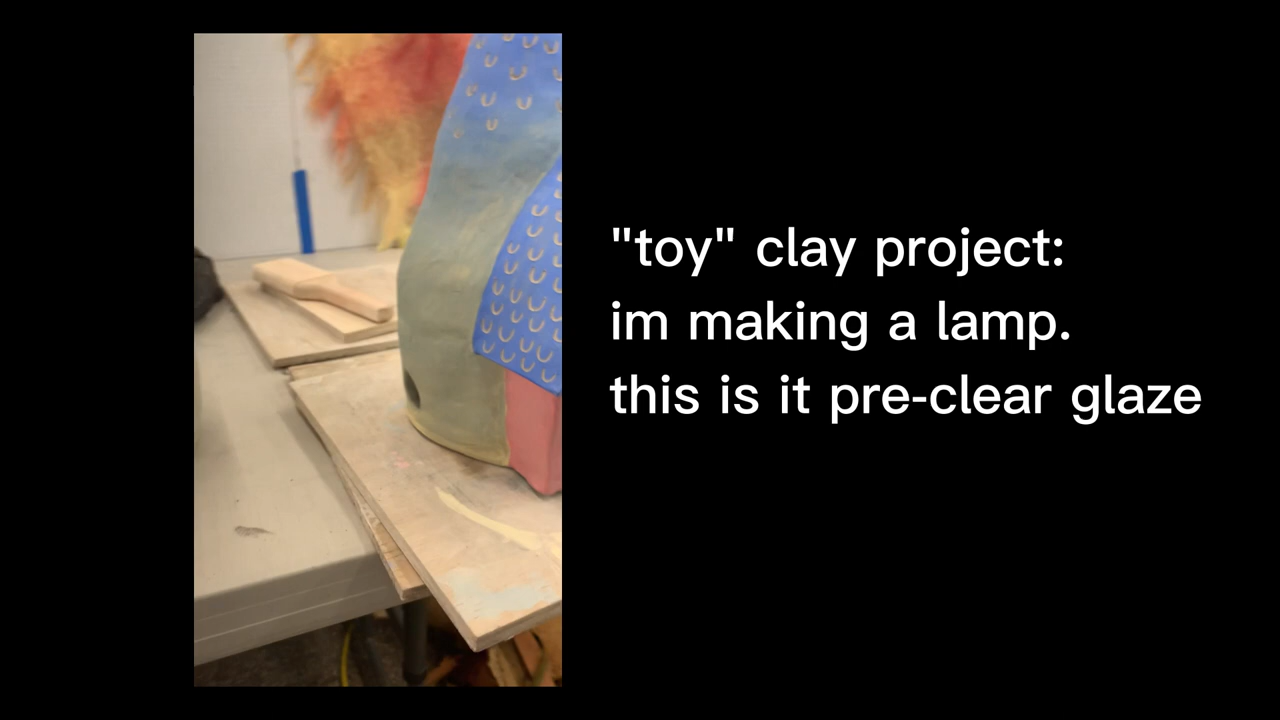 "toy" clay project:
im making a lamp.
this is it pre-clear glaze